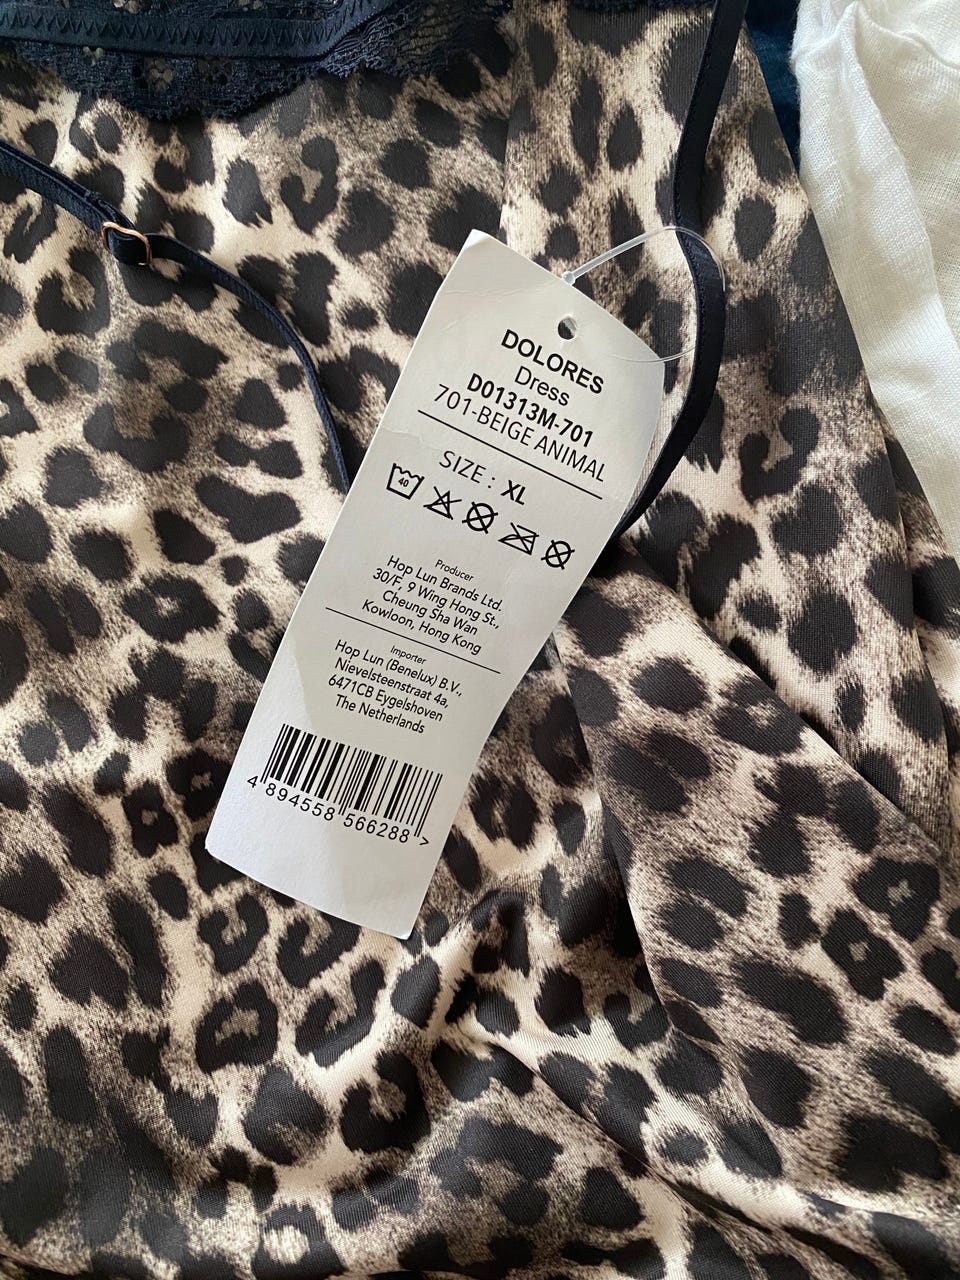 DOLORES
Dress
D01313M-701
701-BEIGE ANIMAL
SIZE : XL
40
Producer
Hop Lun Brands Ltd.
30/F, 9 Wing Hong St.,
Cheung Sha Wan
Kowloon, Hong Kong
Importer
Hop Lun (Benelux) B.V.,
Nievelsteenstraat 4a,
6471CB Eygelshoven
The Netherlands
4 894558 566288 >